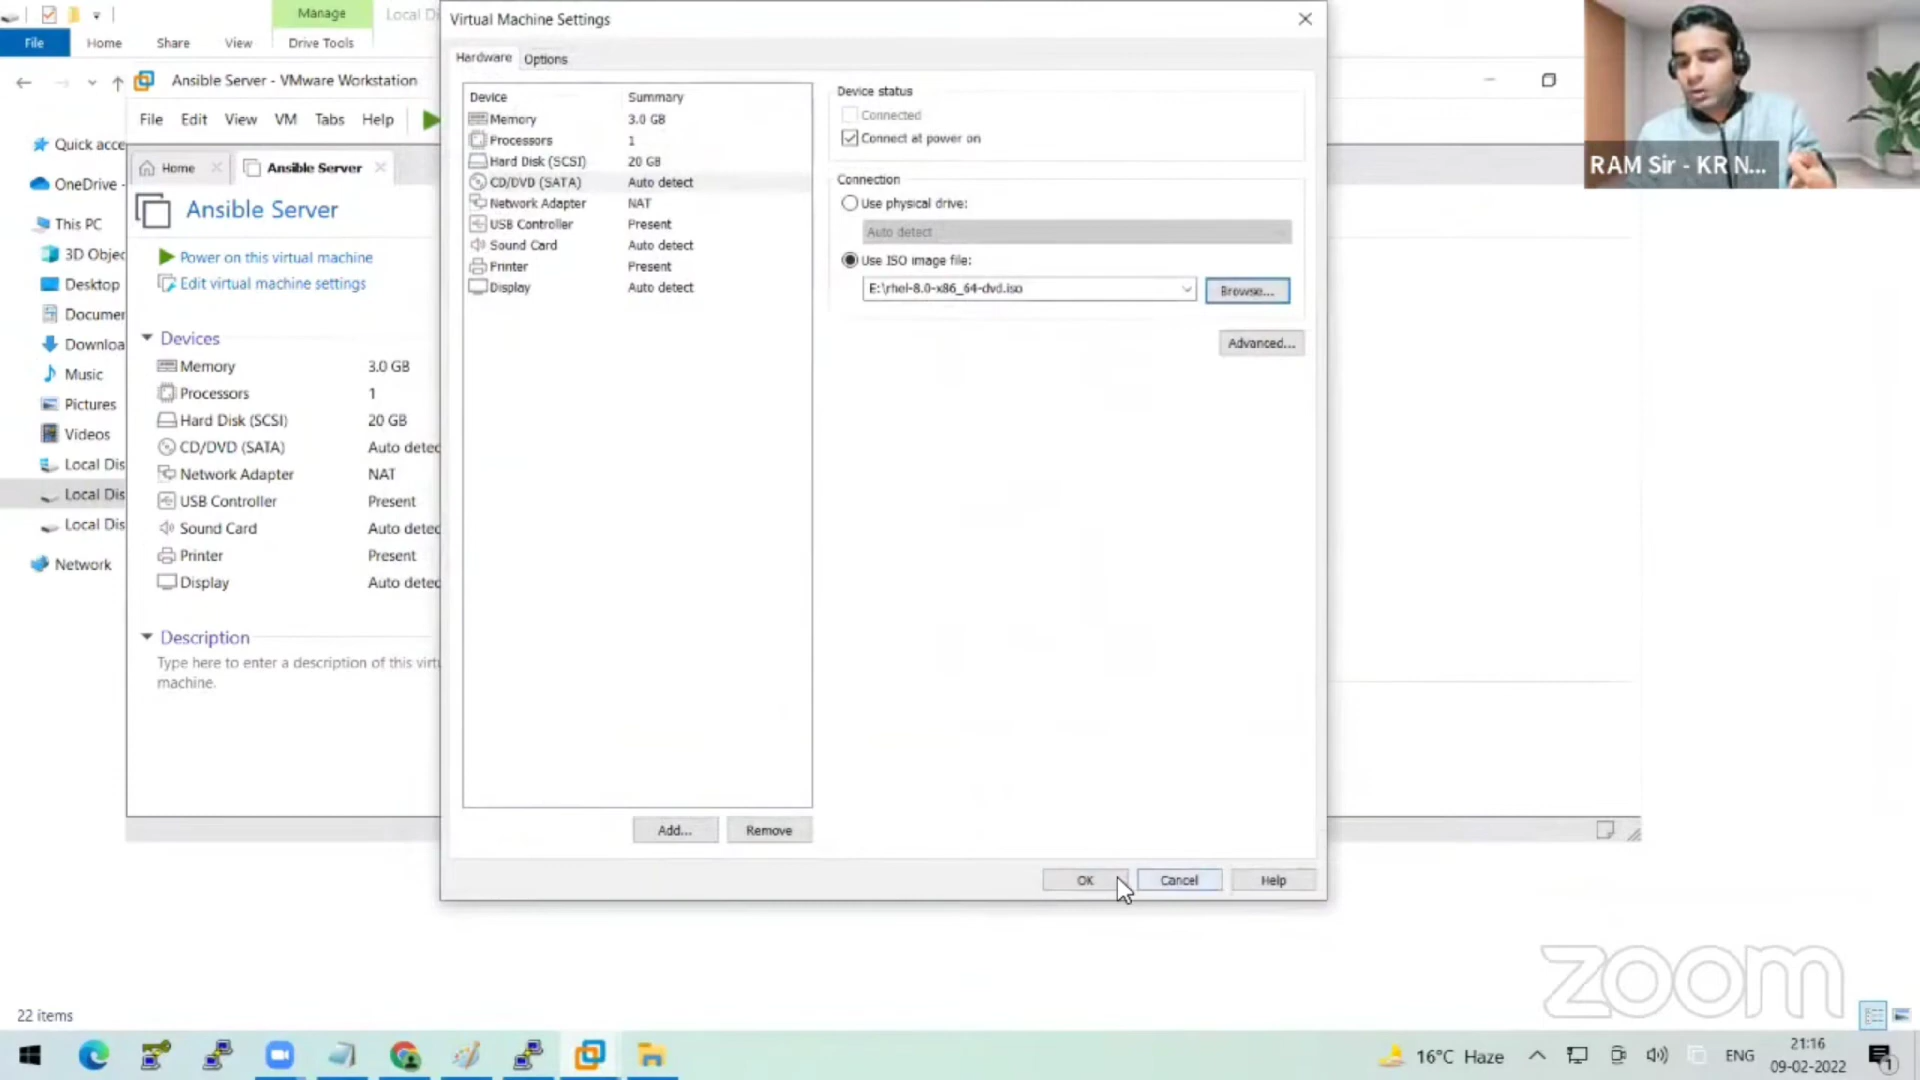 Manage
Local Di
Virtual Machine Settings
File
Home
Share
View
Drive Tools
Hardware
Options
Ansible Server - VMware Workstation
File
Edit
View
VM
Tabs
Help
Quick acce
OneDrive -
This PC
3D Objec
Desktop
Documer
Downloa
Music
Pictures
Videos
Local Dis
Local Dis
Local Dis
Network
Home
Ansible Server
Ansible Server
Power on this virtual machine
Edit virtual machine settings
Devices
Memory 3.0 GB
Processors 1
Hard Disk (SCSI) 20 GB
CD/DVD (SATA) Auto detec
Network Adapter NAT
USB Controller Present
Sound Card Auto detec
Printer Present
Display Auto detec
Description
Type here to enter a description of this virtu
machine.
Device Summary
Memory 3.0 GB
Processors 1
Hard Disk (SCSI) 20 GB
CD/DVD (SATA) Auto detect
Network Adapter NAT
USB Controller Present
Sound Card Auto detect
Printer Present
Display Auto detect
Add...
Remove
Device status
Connected
Connect at power on
Connection
Use physical drive:
Auto detect
Use ISO image file:
E:\rhel-8.0-x86_64-dvd.iso
Browse...
Advanced...
OK
Cancel
Help
RAM Sir - KR N...
zoom
22 items
16°C Haze
ENG
21:16
09-02-2022
1